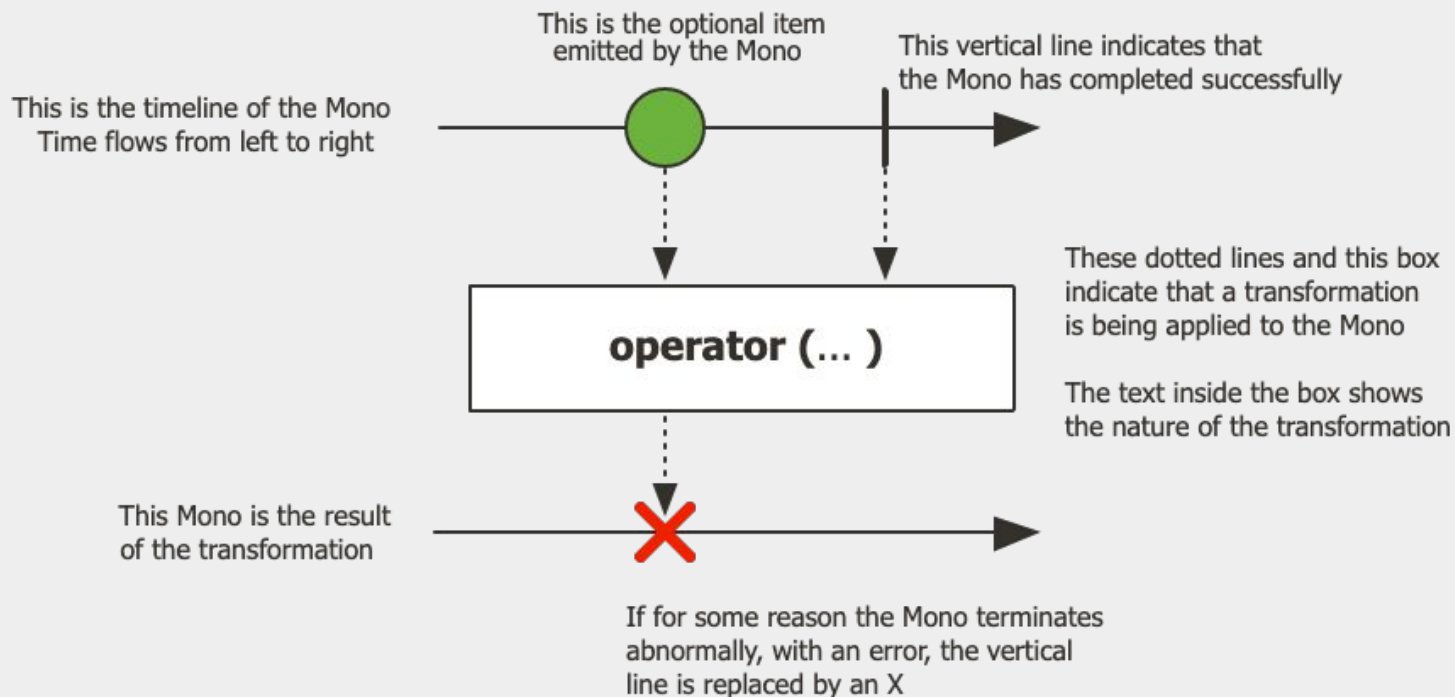 This is the optional item
emitted by the Mono
This vertical line indicates that
the Mono has completed successfully
This is the timeline of the Mono
Time flows from left to right
These dotted lines and this box
indicate that a transformation
is being applied to the Mono
operator (... )
The text inside the box shows
the nature of the transformation
This Mono is the result
of the transformation
If for some reason the Mono terminates
abnormally, with an error, the vertical
line is replaced by an X